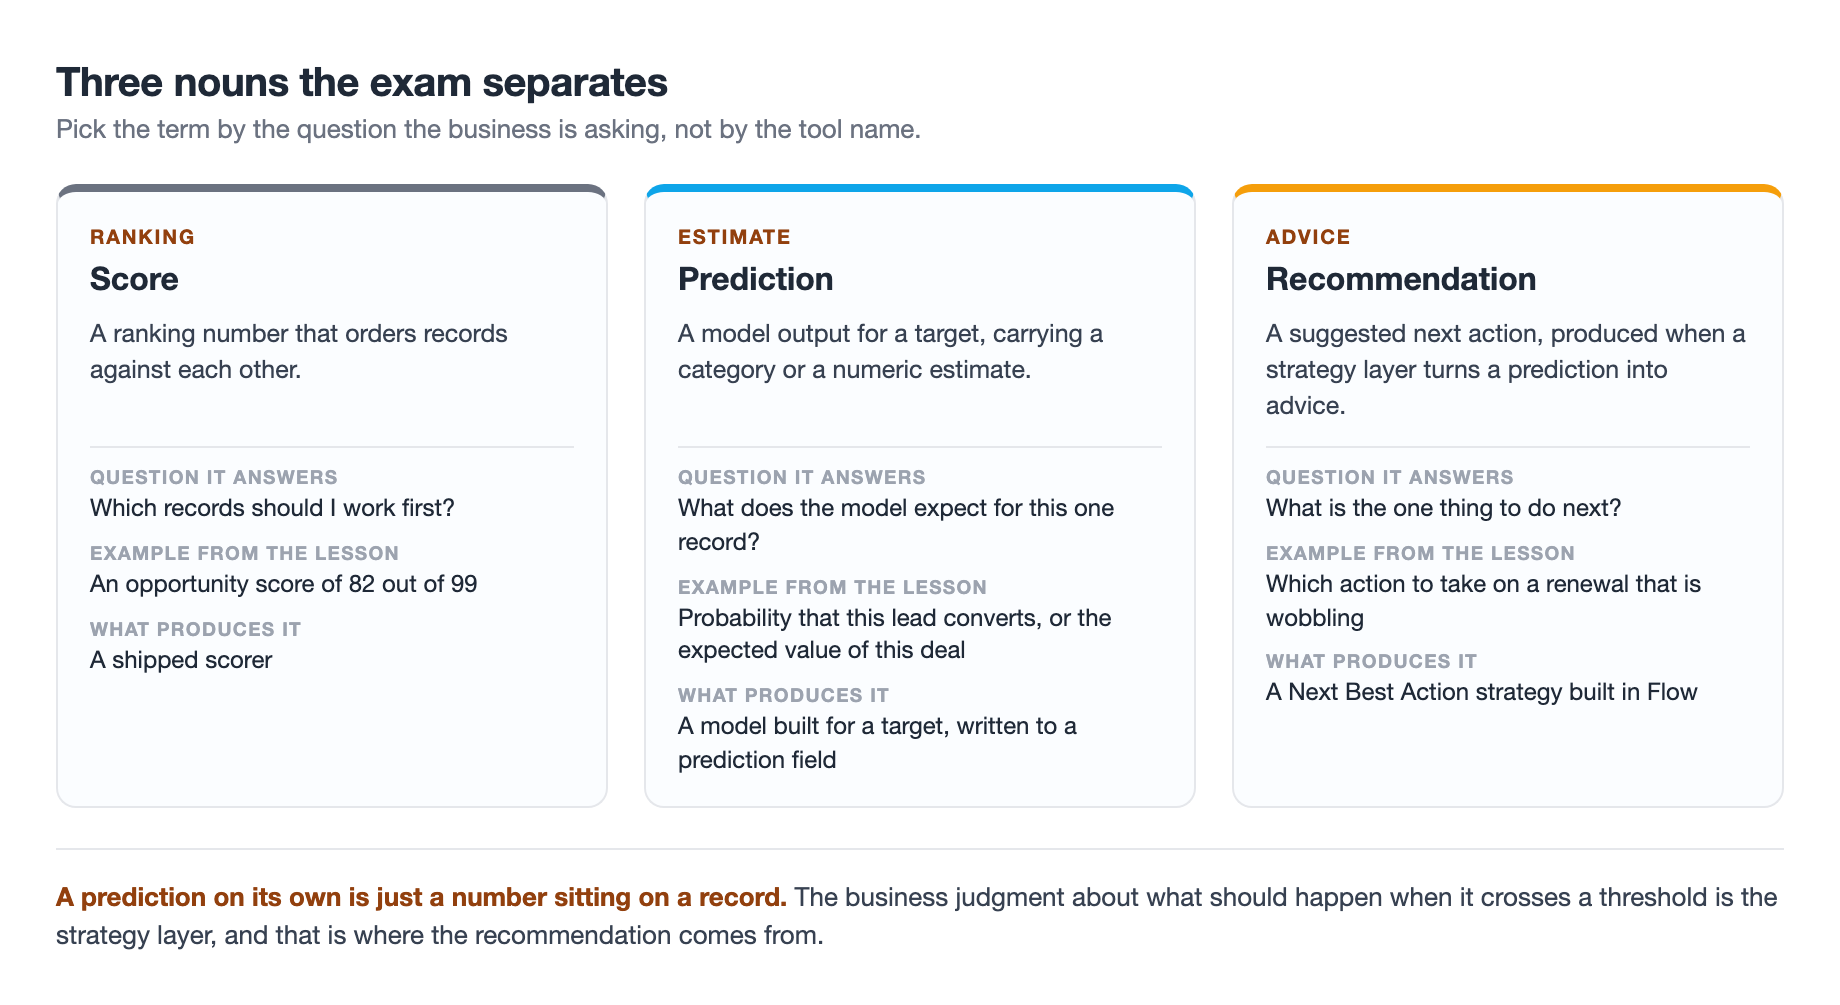 Three nouns the exam separates
Pick the term by the question the business is asking, not by the tool name.
RANKING
Score
A ranking number that orders records
against each other.
QUESTION IT ANSWERS
Which records should I work first?
EXAMPLE FROM THE LESSON
An opportunity score of 82 out of 99
WHAT PRODUCES IT
A shipped scorer
ESTIMATE
Prediction
A model output for a target, carrying a
category or a numeric estimate.
QUESTION IT ANSWERS
What does the model expect for this one
record?
EXAMPLE FROM THE LESSON
Probability that this lead converts, or the
expected value of this deal
WHAT PRODUCES IT
A model built for a target, written to a
prediction field
ADVICE
Recommendation
A suggested next action, produced when a
strategy layer turns a prediction into
advice.
QUESTION IT ANSWERS
What is the one thing to do next?
EXAMPLE FROM THE LESSON
Which action to take on a renewal that is
wobbling
WHAT PRODUCES IT
A Next Best Action strategy built in Flow
A prediction on its own is just a number sitting on a record. The business judgment about what should happen when it crosses a threshold is the
strategy layer, and that is where the recommendation comes from.